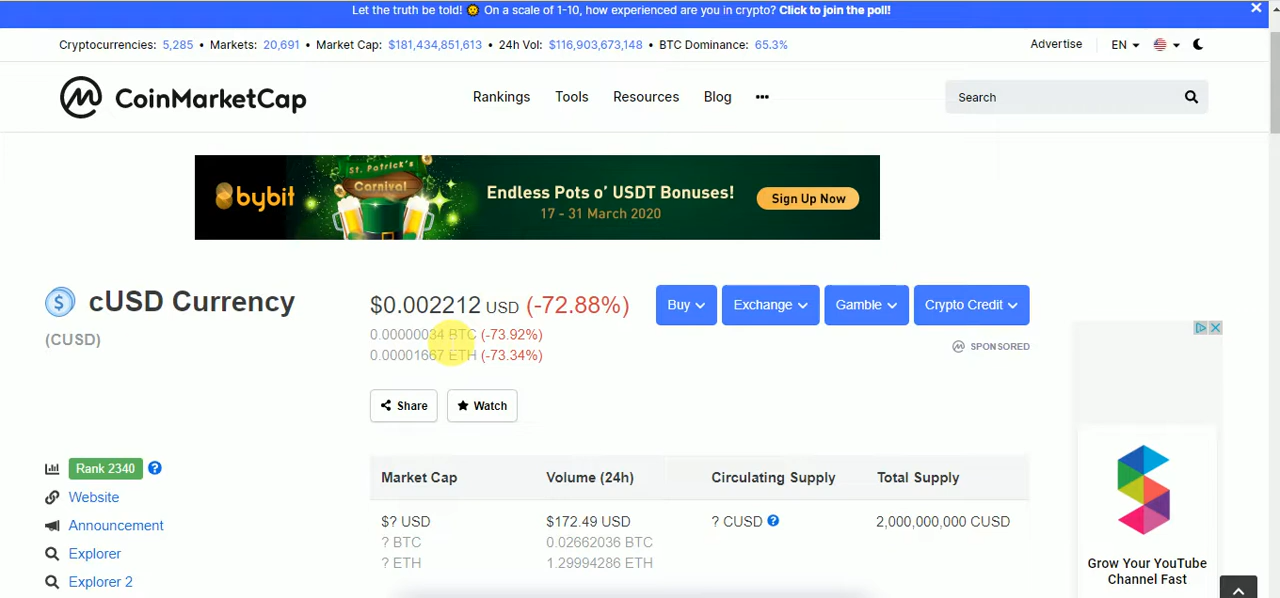 Let the truth be told! 🌝 On a scale of 1-10, how experienced are you in crypto? Click to join the poll!
Cryptocurrencies: 5,285 • Markets: 20,691 • Market Cap: $181,434,851,613 • 24h Vol: $116,903,673,148 • BTC Dominance: 65.3%
Advertise EN
CoinMarketCap
Rankings Tools Resources Blog •••
Search
St. Patrick's
Carnival
bybit
Endless Pots o’ USDT Bonuses!
17 - 31 March 2020
Sign Up Now
cUSD Currency
(CUSD)
$0.002212 USD (-72.88%)
0.00000034 BTC (-73.92%)
0.00001667 ETH (-73.34%)
Buy Exchange Gamble Crypto Credit
SPONSORED
Share Watch
Rank 2340 ?
Website
Announcement
Explorer
Explorer 2
Market Cap Volume (24h) Circulating Supply Total Supply
$? USD $172.49 USD ? CUSD ? 2,000,000,000 CUSD
? BTC 0.02662036 BTC
? ETH 1.29994286 ETH
Grow Your YouTube
Channel Fast